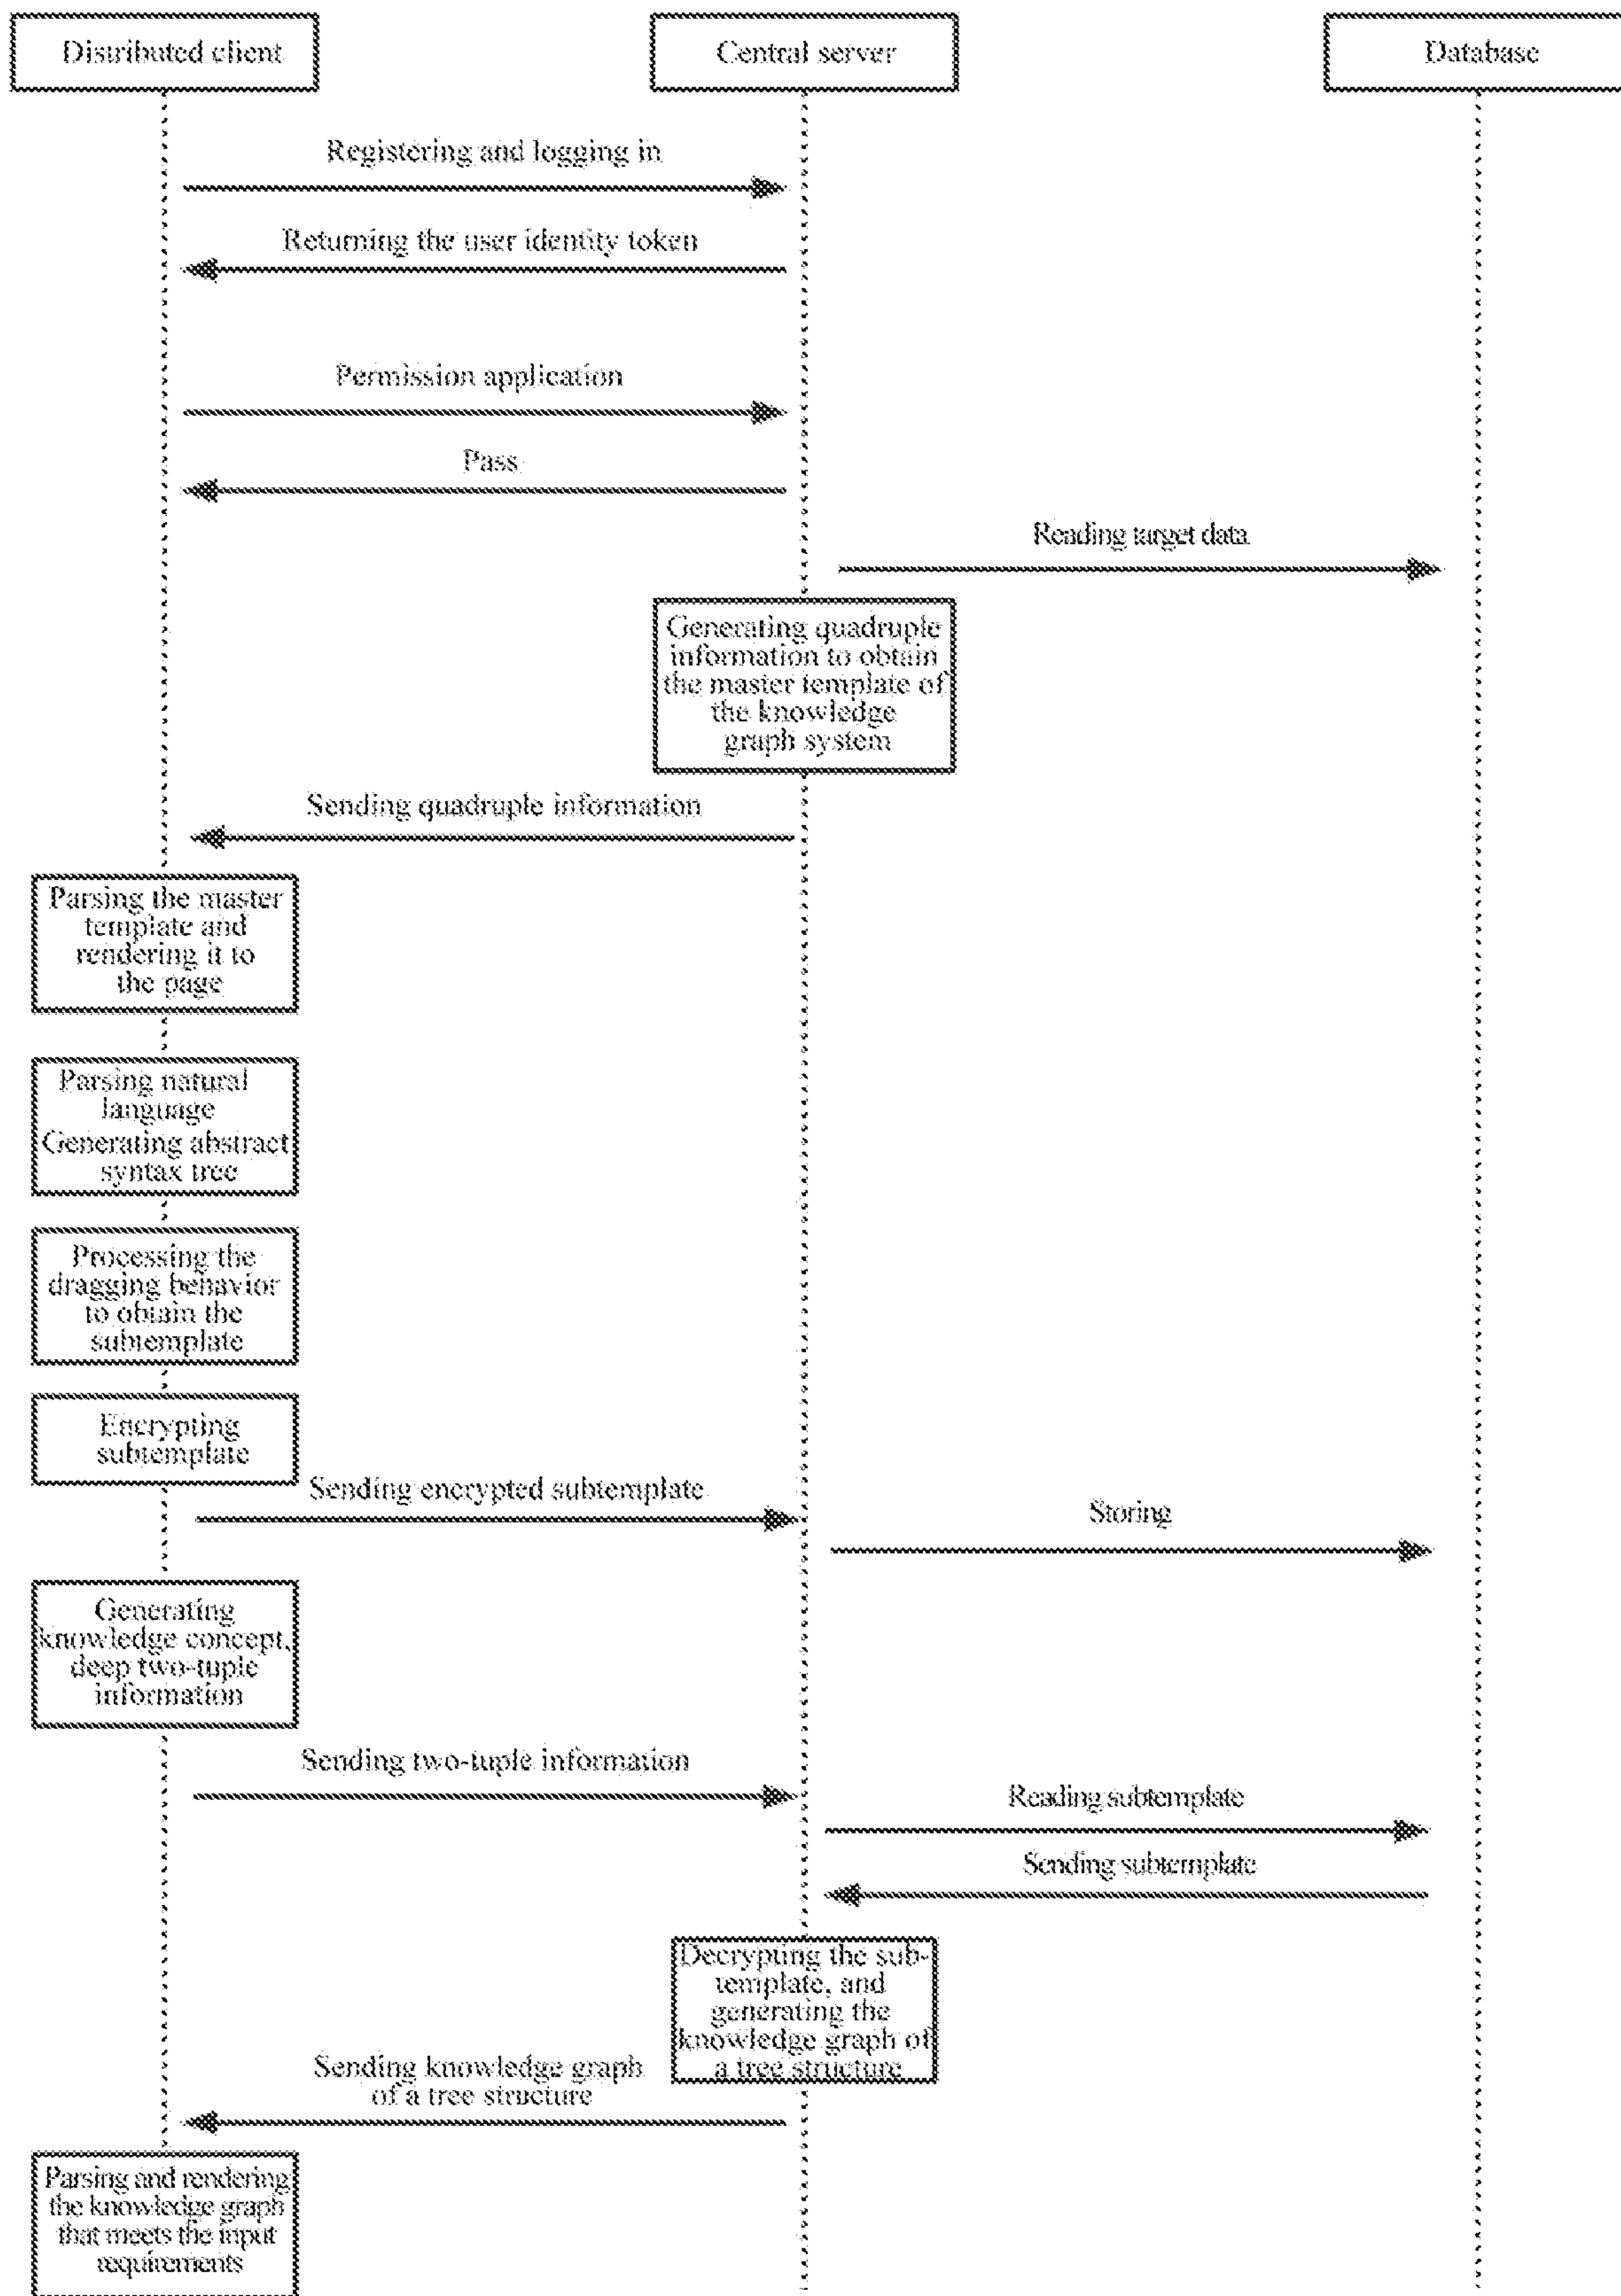 Distributed client
Central server
Database
Registering and logging in
Returning the user identity token
Permission application
Pass
Reading target data
Generating quadruple
information to obtain
the master template of
the knowledge
graph system
Sending quadruple information
Parsing the master
template and
rendering it to
the page
Parsing natural
language
Generating abstract
syntax tree
Processing the
dragging behavior
to obtain the
subtemplate
Encrypting
subtemplate
Sending encrypted subtemplate
Storing
Generating
knowledge concept,
deep two-tuple
information
Sending two-tuple information
Reading subtemplate
Sending subtemplate
Decrypting the sub-
template, and
generating the
knowledge graph of
a tree structure
Sending knowledge graph
of a tree structure
Parsing and rendering
the knowledge graph
that meets the input
requirements